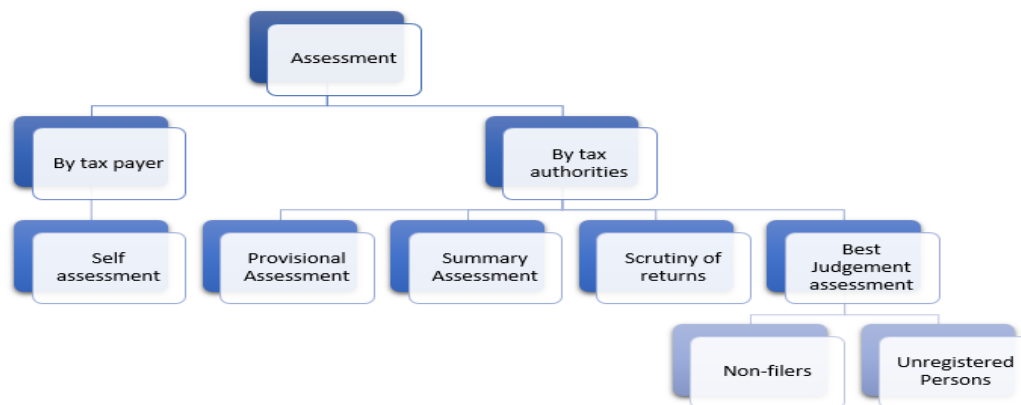 Assessment
By tax payer
By tax
authorities
Self
assessment
Provisional
Assessment
Summary
Assessment
Scrutiny of
returns
Best
Judgement
assessment
Non-filers
Unregistered
Persons